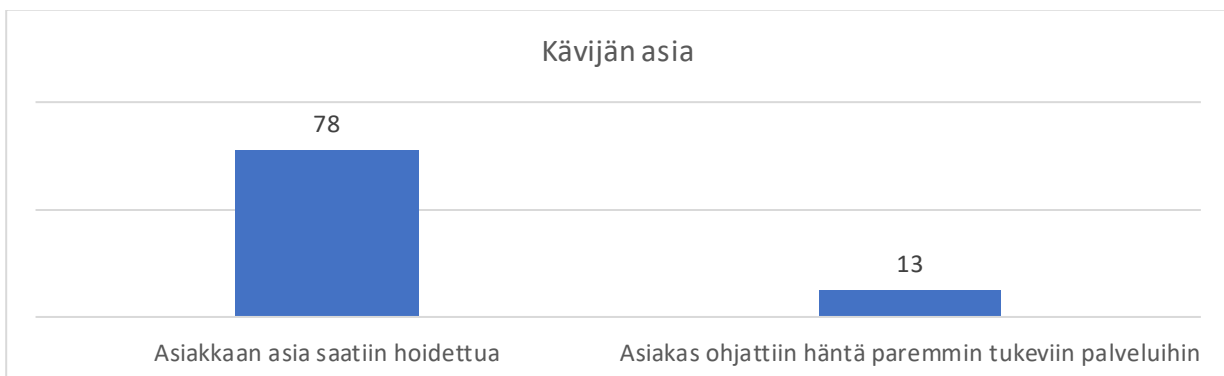 Kävijän asia
78
13
Asiakkaan asia saatiin hoidettua
Asiakas ohjattiin häntä paremmin tukeviin palveluihin